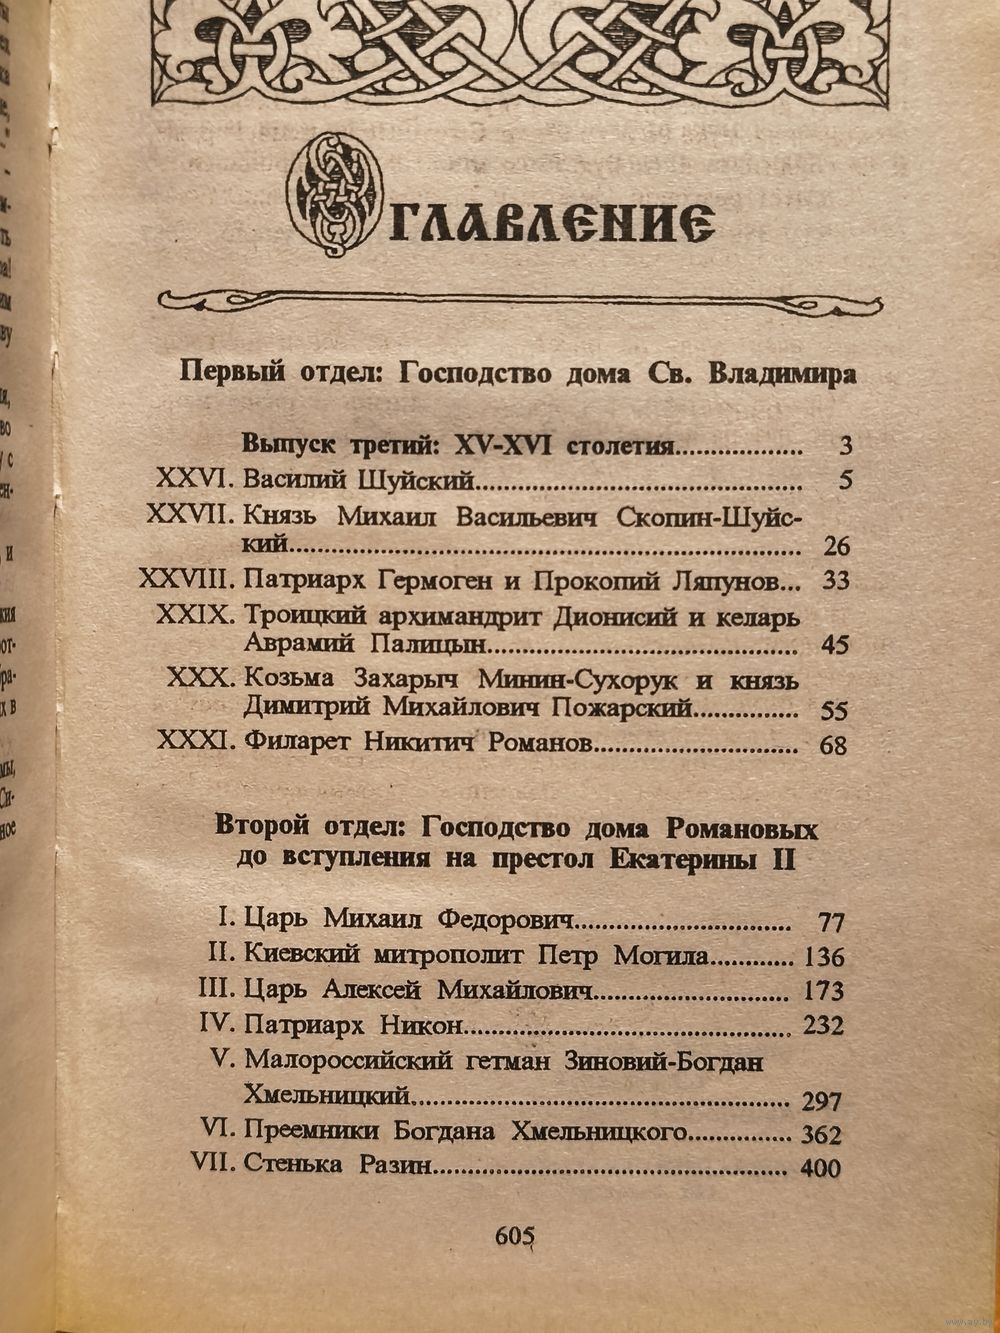 ОГЛАВЛЕНИЕ
Первый отдел: Господство дома Св. Владимира
Выпуск третий: XV-XVI столетия.................. 3
XXVI. Василий Шуйский............................................. 5
XXVII. Князь Михаил Васильевич Скопин-Шуйс-
кий...................................................................... 26
XXVIII. Патриарх Гермоген и Прокопий Ляпунов... 33
XXIX. Троицкий архимандрит Дионисий и келарь
Аврамий Палицын........................................... 45
XXX. Козьма Захарыч Минин-Сухорук и князь
Димитрий Михайлович Пожарский............... 55
XXXI. Филарет Никитич Романов............................. 68
Второй отдел: Господство дома Романовых
до вступления на престол Екатерины II
I. Царь Михаил Федорович............................... 77
II. Киевский митрополит Петр Могила............ 136
III. Царь Алексей Михайлович............................ 173
IV. Патриарх Никон.............................................. 232
V. Малороссийский гетман Зиновий-Богдан
Хмельницкий.................................................... 297
VI. Преемники Богдана Хмельницкого............... 362
VII. Стенька Разин.................................................. 400
605
www.ay.by